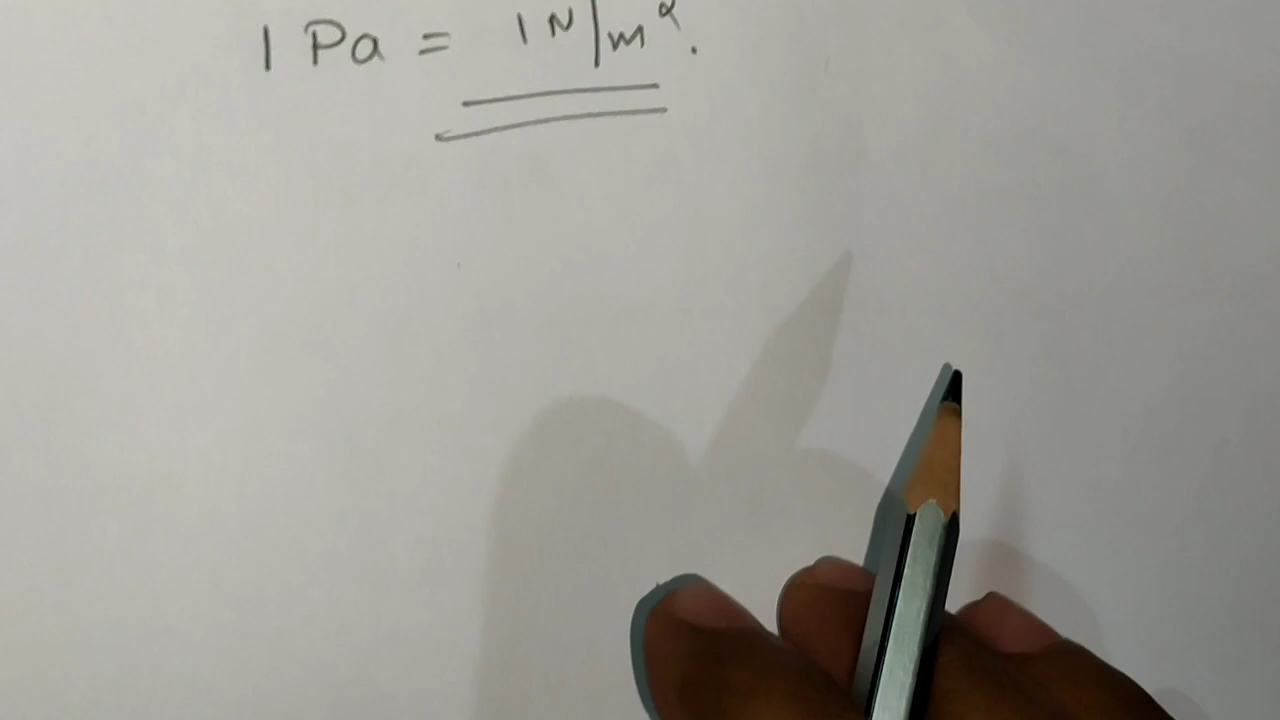 1 Pa = 1 N/m².